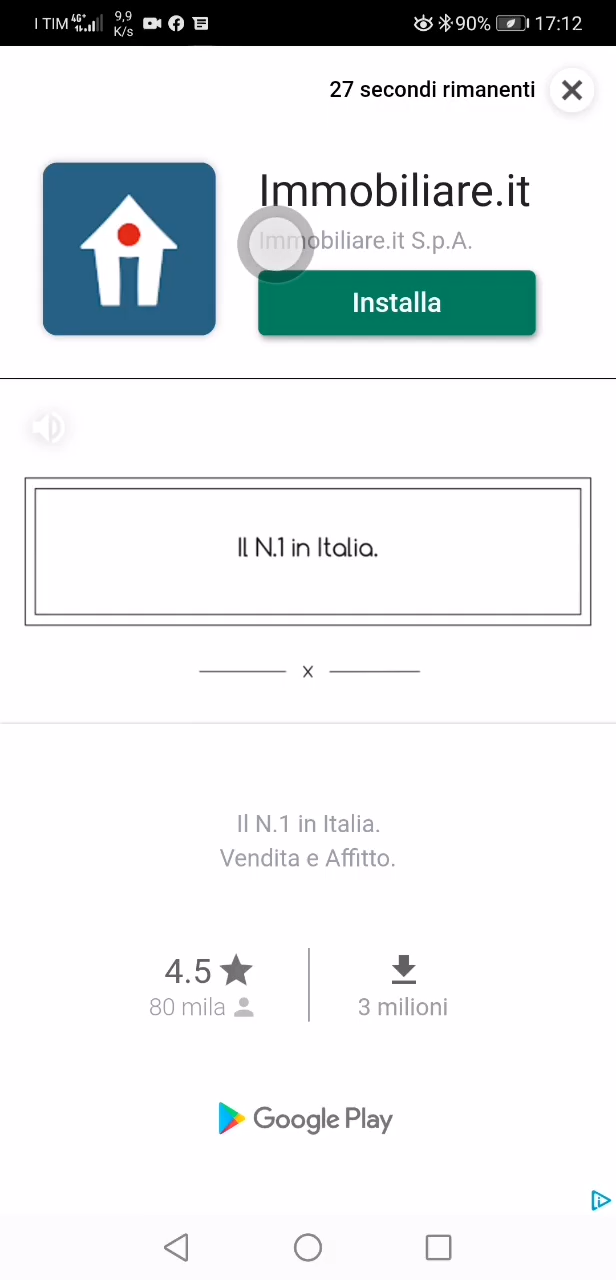 I TIM 4G+ 9,9 K/s 90% 17:12
27 secondi rimanenti
Immobiliare.it
Immobiliare.it S.p.A.
Installa
Il N.1 in Italia.
x
Il N.1 in Italia.
Vendita e Affitto.
4.5
80 mila
3 milioni
Google Play